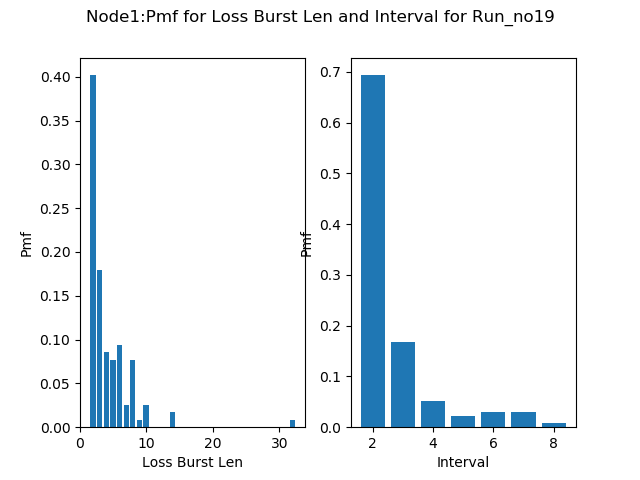 Node1:Pmf for Loss Burst Len and Interval for Run_no19
0.40
0.35
0.30
0.25
0.20
0.15
0.10
0.05
0.00
Pmf
0 10 20 30
Loss Burst Len
0.7
0.6
0.5
0.4
0.3
0.2
0.1
0.0
Pmf
2 4 6 8
Interval